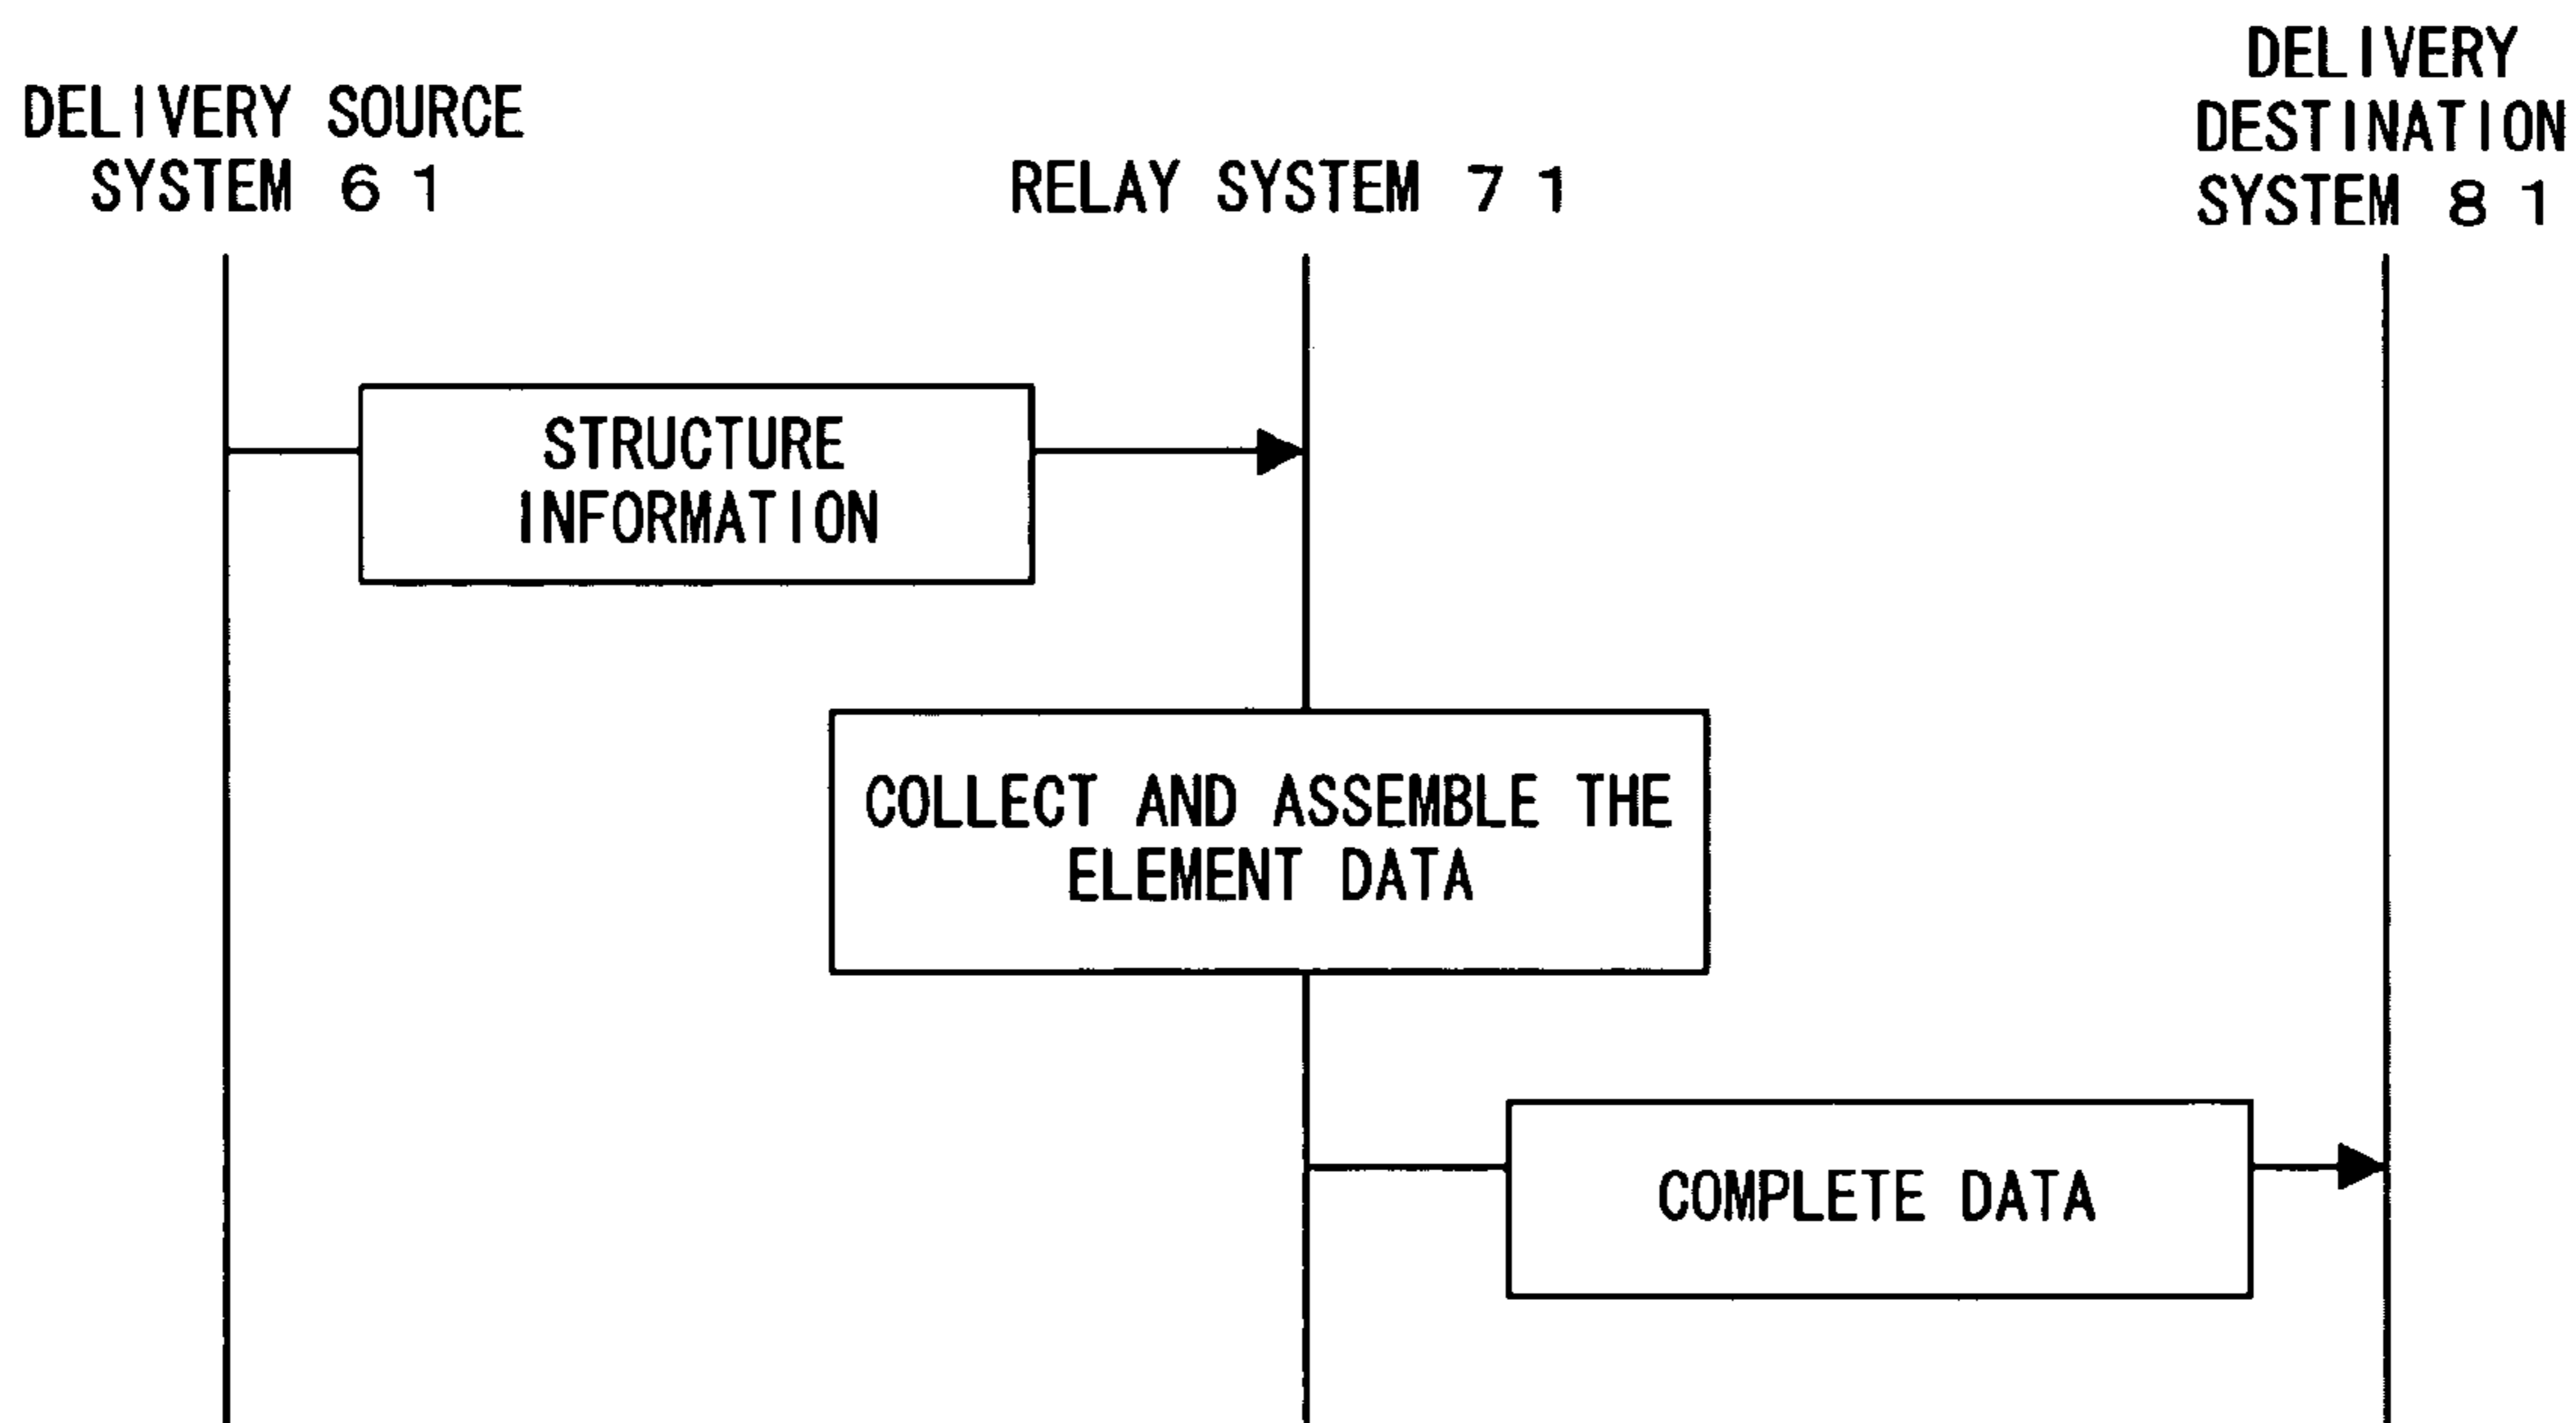 DELIVERY SOURCE
SYSTEM 61
RELAY SYSTEM 71
DELIVERY
DESTINATION
SYSTEM 81
STRUCTURE
INFORMATION
COLLECT AND ASSEMBLE THE
ELEMENT DATA
COMPLETE DATA